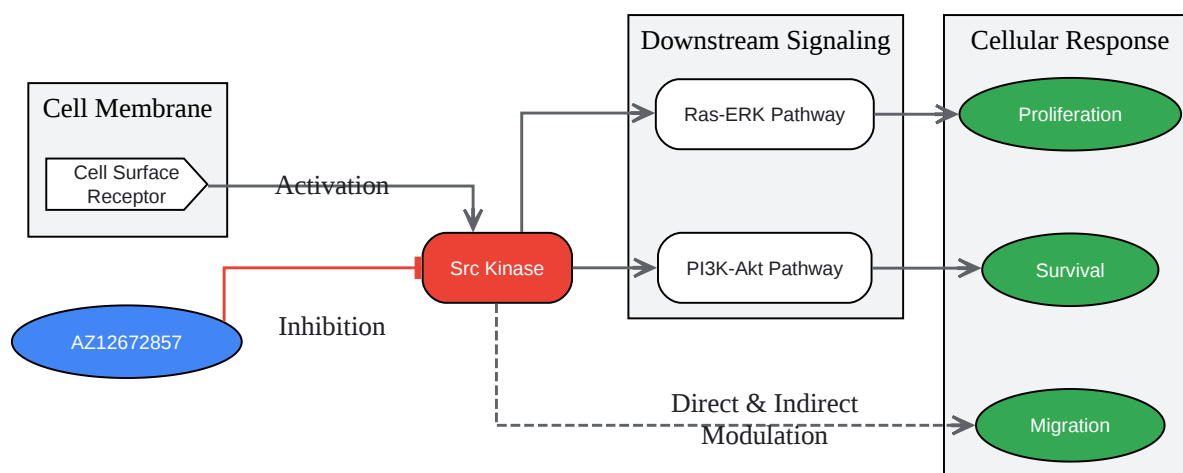 Downstream Signaling
Cellular Response
Cell Membrane
Ras-ERK Pathway
Proliferation
Cell Surface
Receptor
Activation
Src Kinase
PI3K-Akt Pathway
Survival
AZ12672857
Inhibition
Direct & Indirect
Modulation
Migration